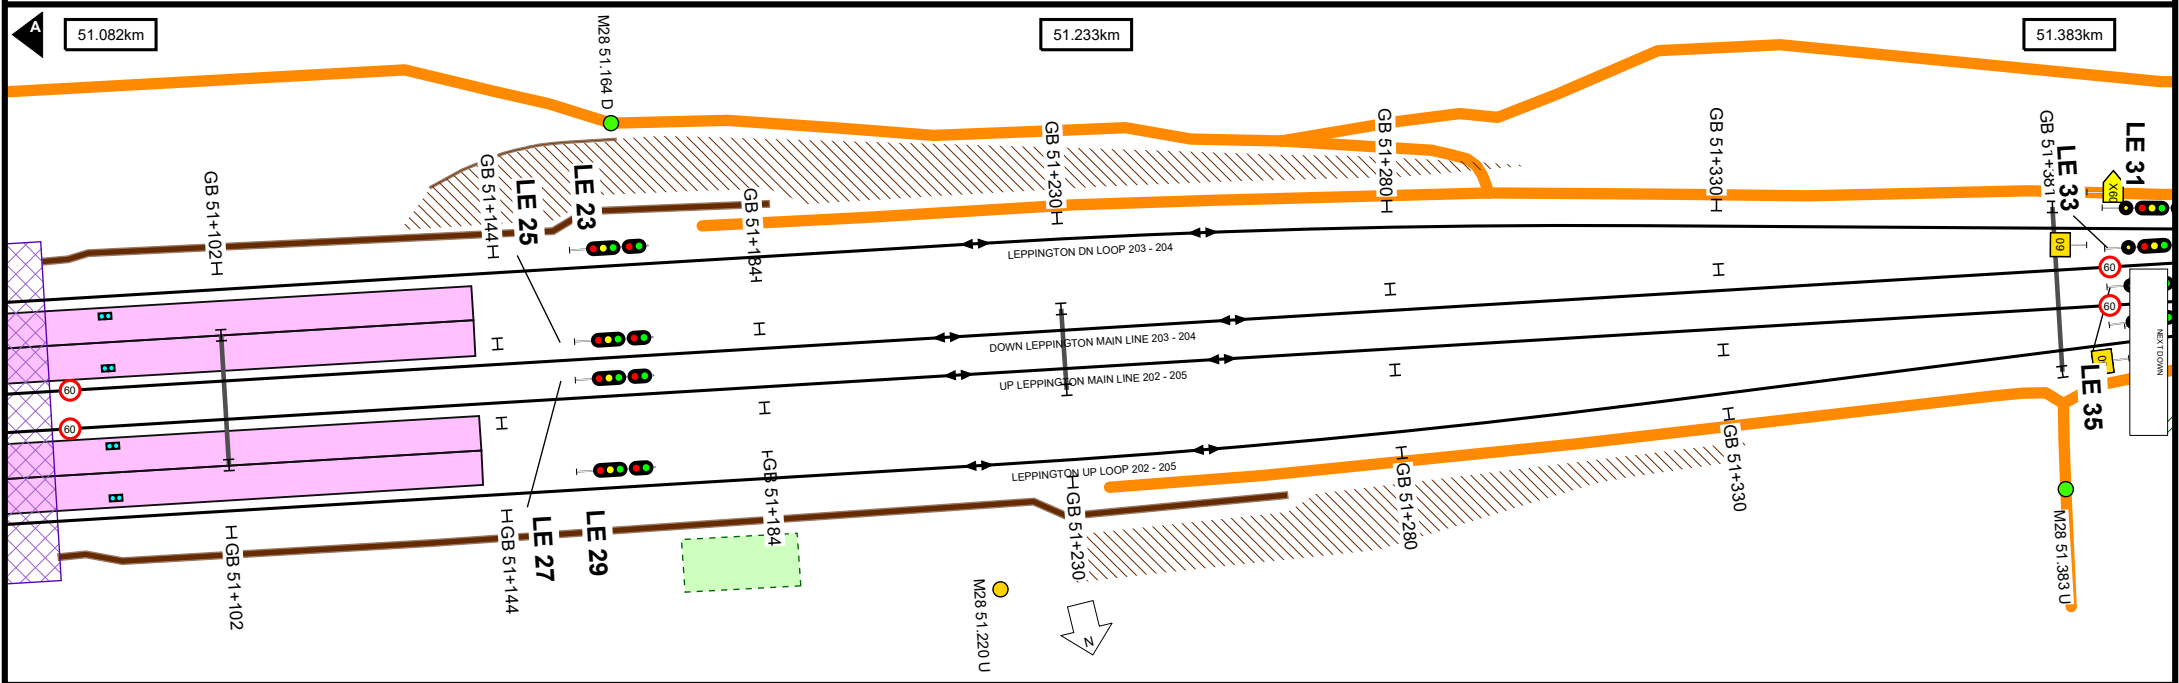 A
51.082km
51.233km
51.383km
M28 51.164 D
GB 51+102
GB 51+144
LE 25
LE 23
GB 51+184
GB 51+230
GB 51+280
GB 51+330
GB 51+381
LE 33
LE 31
X60
60
60
60
LEPPINGTON DN LOOP 203 - 204
DOWN LEPPINGTON MAIN LINE 203 - 204
UP LEPPINGTON MAIN LINE 202 - 205
LEPPINGTON UP LOOP 202 - 205
60
60
NEXT DOWN
LE 35
GB 51+102
GB 51+144
LE 27
LE 29
GB 51+184
GB 51+230
GB 51+280
GB 51+330
M28 51.220 U
M28 51.383 U
N